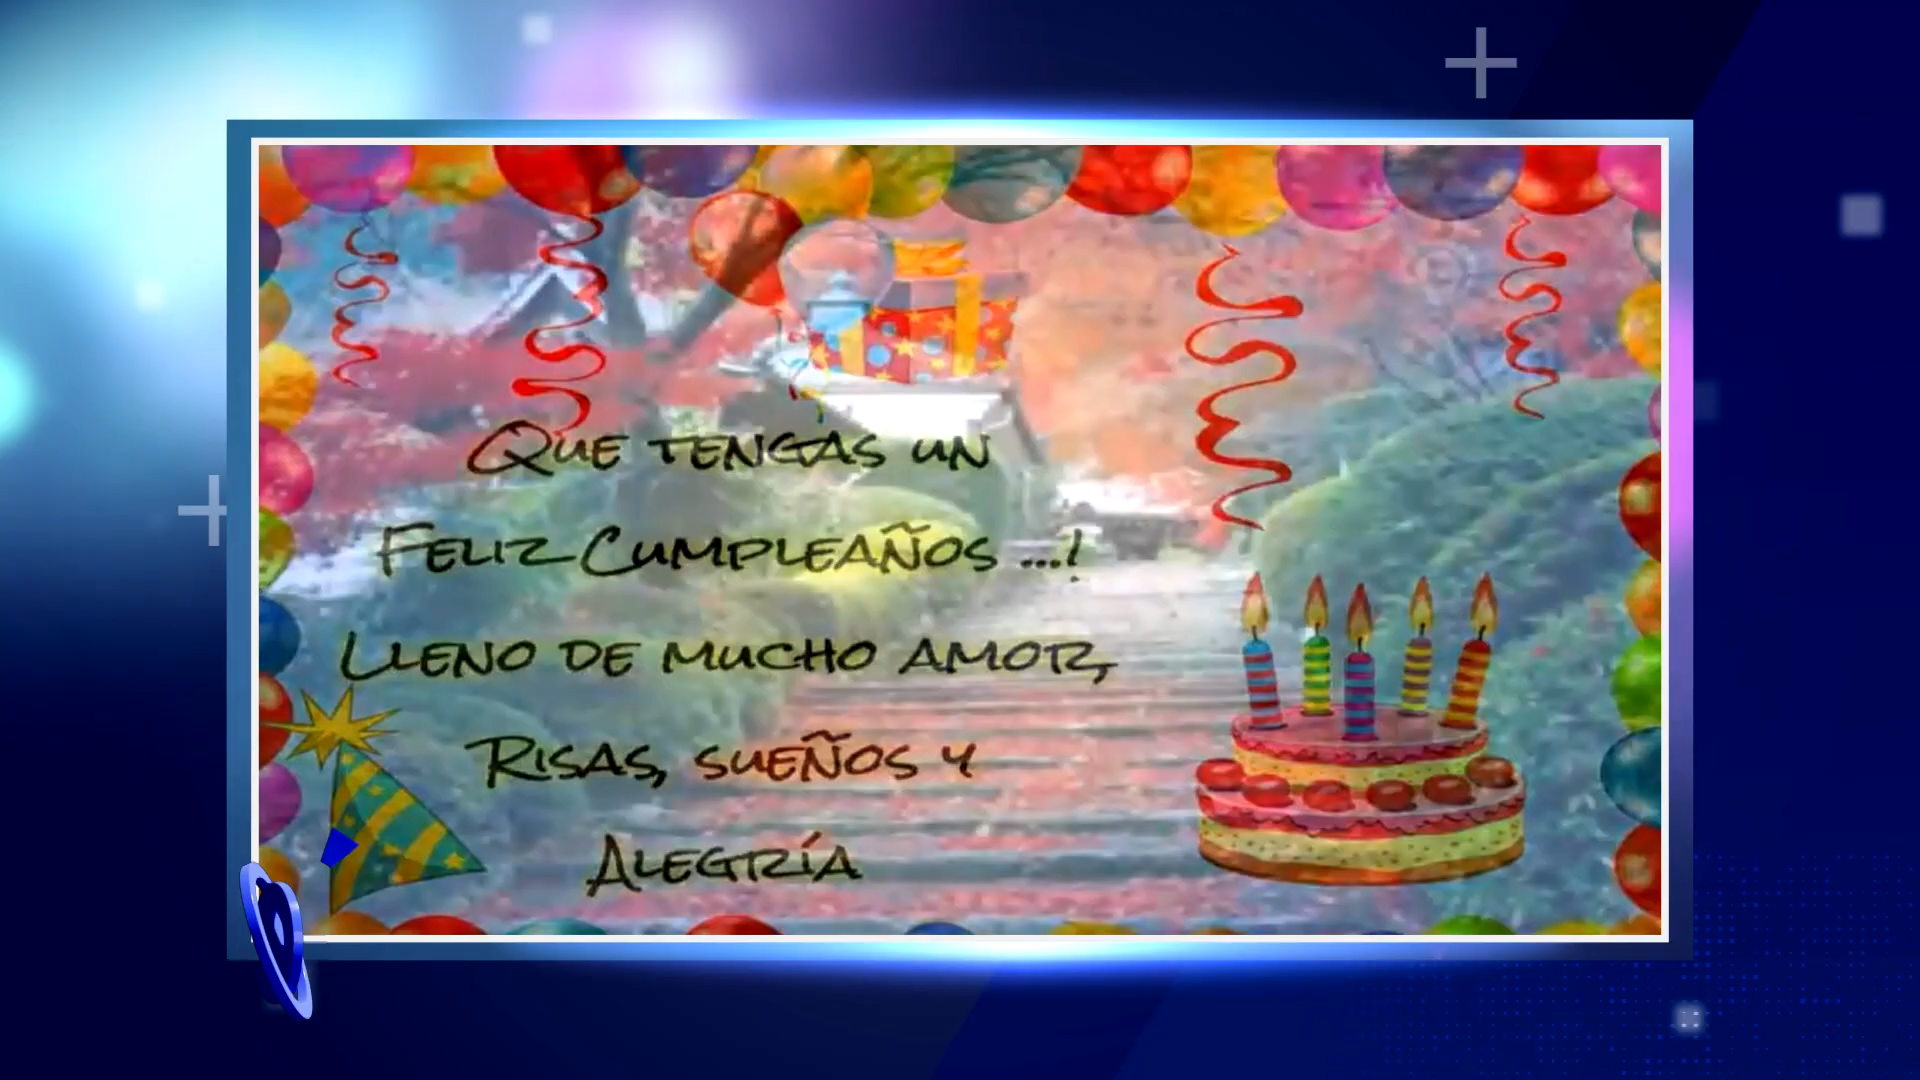 Que tengas un
Feliz Cumpleaños ...!
Lleno de mucho amor,
Risas, sueños y
Alegría